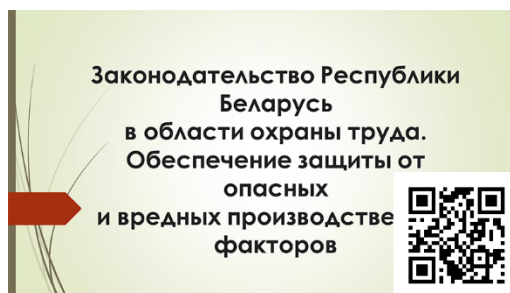 Законодательство Республики
Беларусь
в области охраны труда.
Обеспечение защиты от
опасных
и вредных производстве
факторов